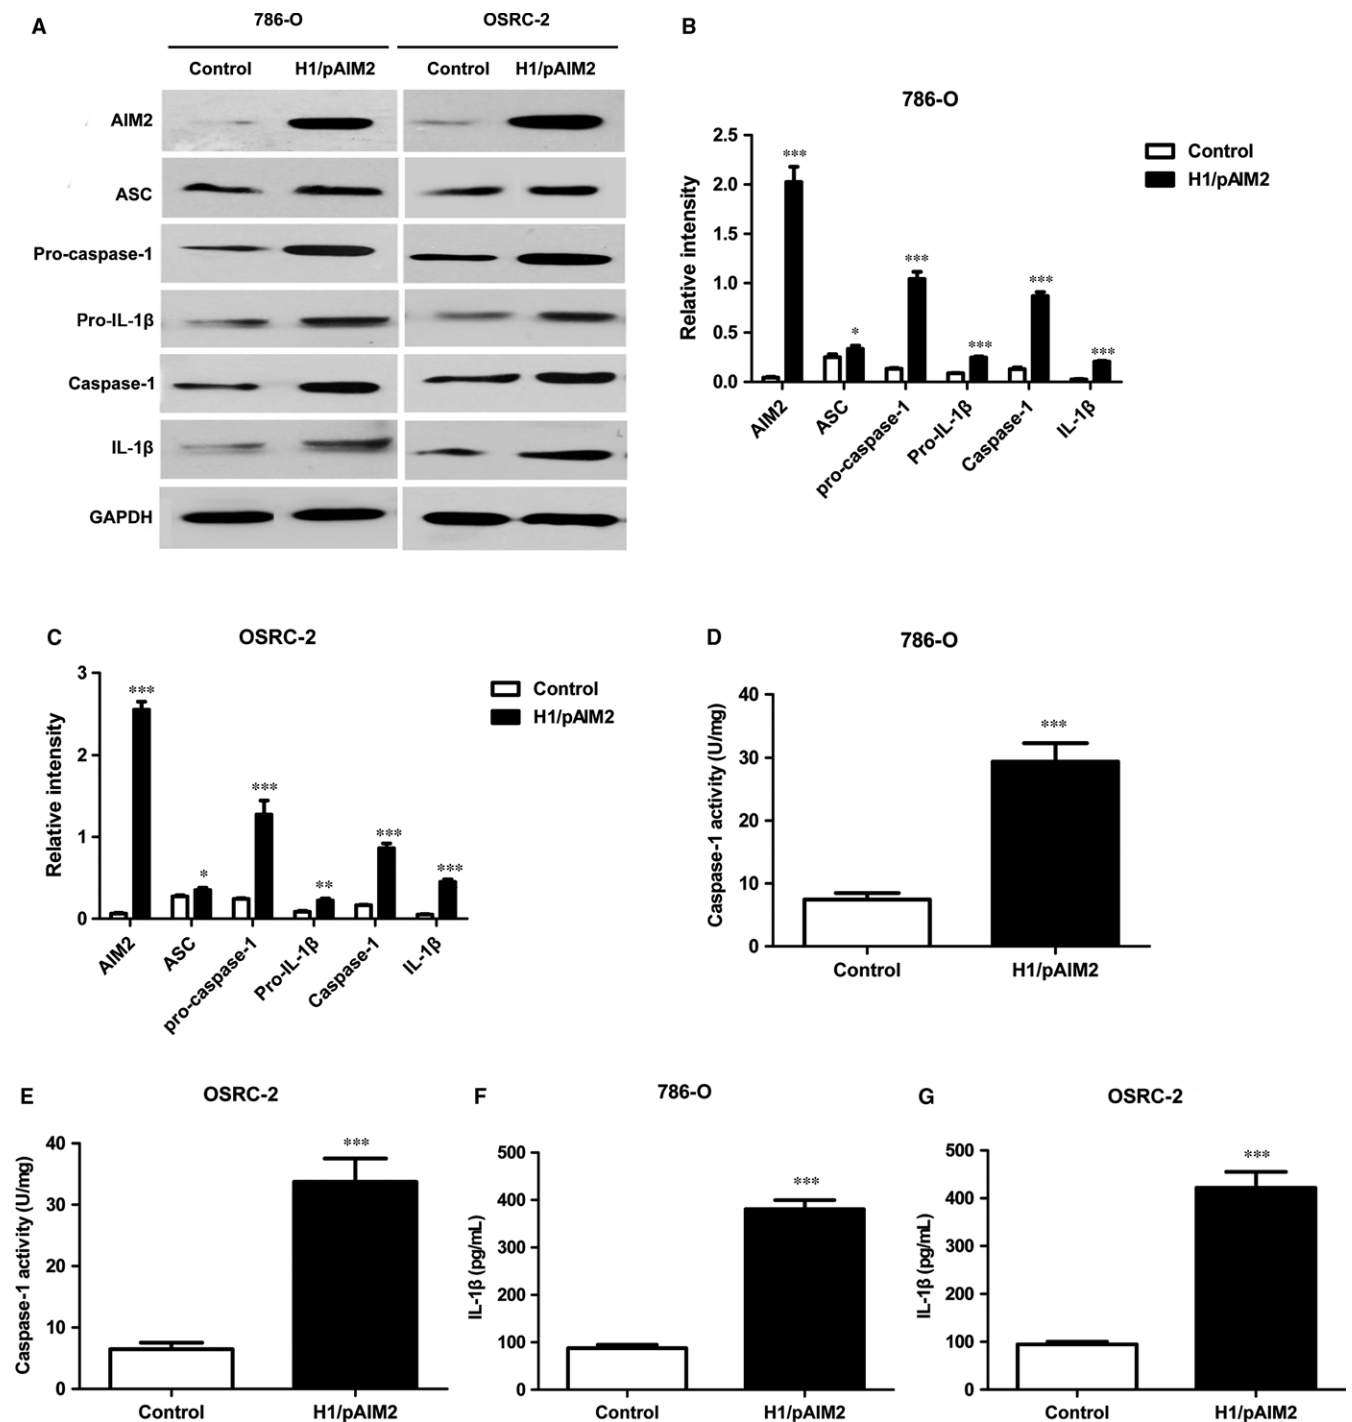 A
786-O
OSRC-2
Control
H1/pAIM2
Control
H1/pAIM2
AIM2
ASC
Pro-caspase-1
Pro-IL-1β
Caspase-1
IL-1β
GAPDH
B
786-O
Control
H1/pAIM2
Relative intensity
2.5
2.0
1.5
1.0
0.5
0.0
***
*
***
***
***
***
AIM2
ASC
pro-caspase-1
Pro-IL-1β
Caspase-1
IL-1β
C
OSRC-2
Control
H1/pAIM2
Relative intensity
3
2
1
0
***
*
***
**
***
***
AIM2
ASC
pro-caspase-1
Pro-IL-1β
Caspase-1
IL-1β
D
786-O
Caspase-1 activity (U/mg)
40
30
20
10
0
***
Control
H1/pAIM2
E
OSRC-2
Caspase-1 activity (U/mg)
40
30
20
10
0
***
Control
H1/pAIM2
F
786-O
IL-1β (pg/mL)
500
400
300
200
100
0
***
Control
H1/pAIM2
G
OSRC-2
IL-1β (pg/mL)
500
400
300
200
100
0
***
Control
H1/pAIM2